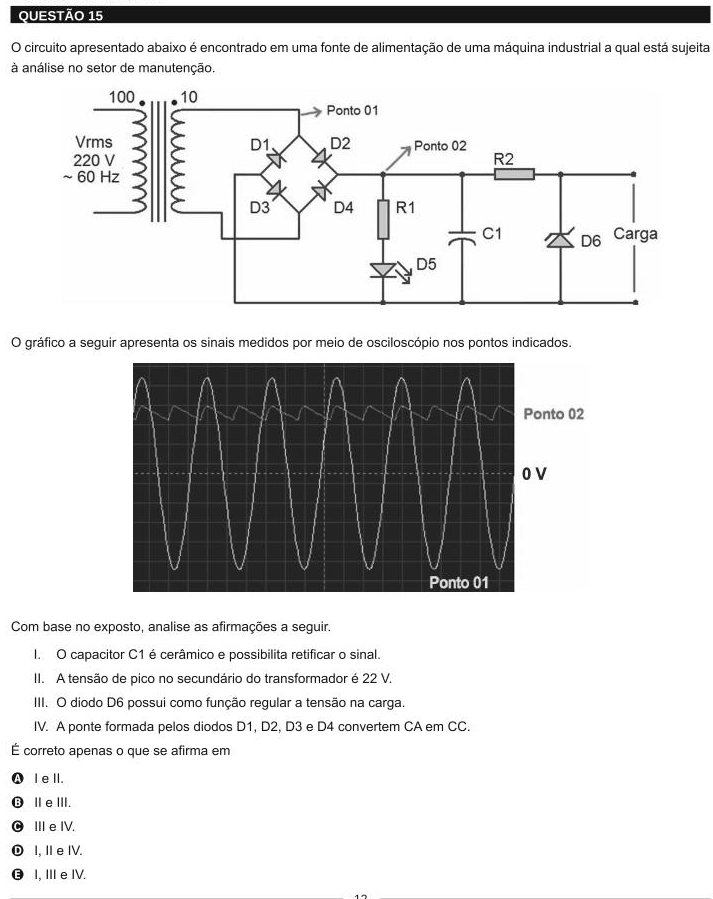 QUESTÃO 15
O circuito apresentado abaixo é encontrado em uma fonte de alimentação de uma máquina industrial a qual está sujeita
à análise no setor de manutenção.
100
10
Ponto 01
Vrms
220 V
~ 60 Hz
D1
D2
D3
D4
Ponto 02
R1
R2
C1
D5
D6
Carga
O gráfico a seguir apresenta os sinais medidos por meio de osciloscópio nos pontos indicados.
Ponto 02
0 V
Ponto 01
Com base no exposto, analise as afirmações a seguir.
I. O capacitor C1 é cerâmico e possibilita retificar o sinal.
II. A tensão de pico no secundário do transformador é 22 V.
III. O diodo D6 possui como função regular a tensão na carga.
IV. A ponte formada pelos diodos D1, D2, D3 e D4 convertem CA em CC.
É correto apenas o que se afirma em
A I e II.
B II e III.
C III e IV.
D I, II e IV.
E I, III e IV.